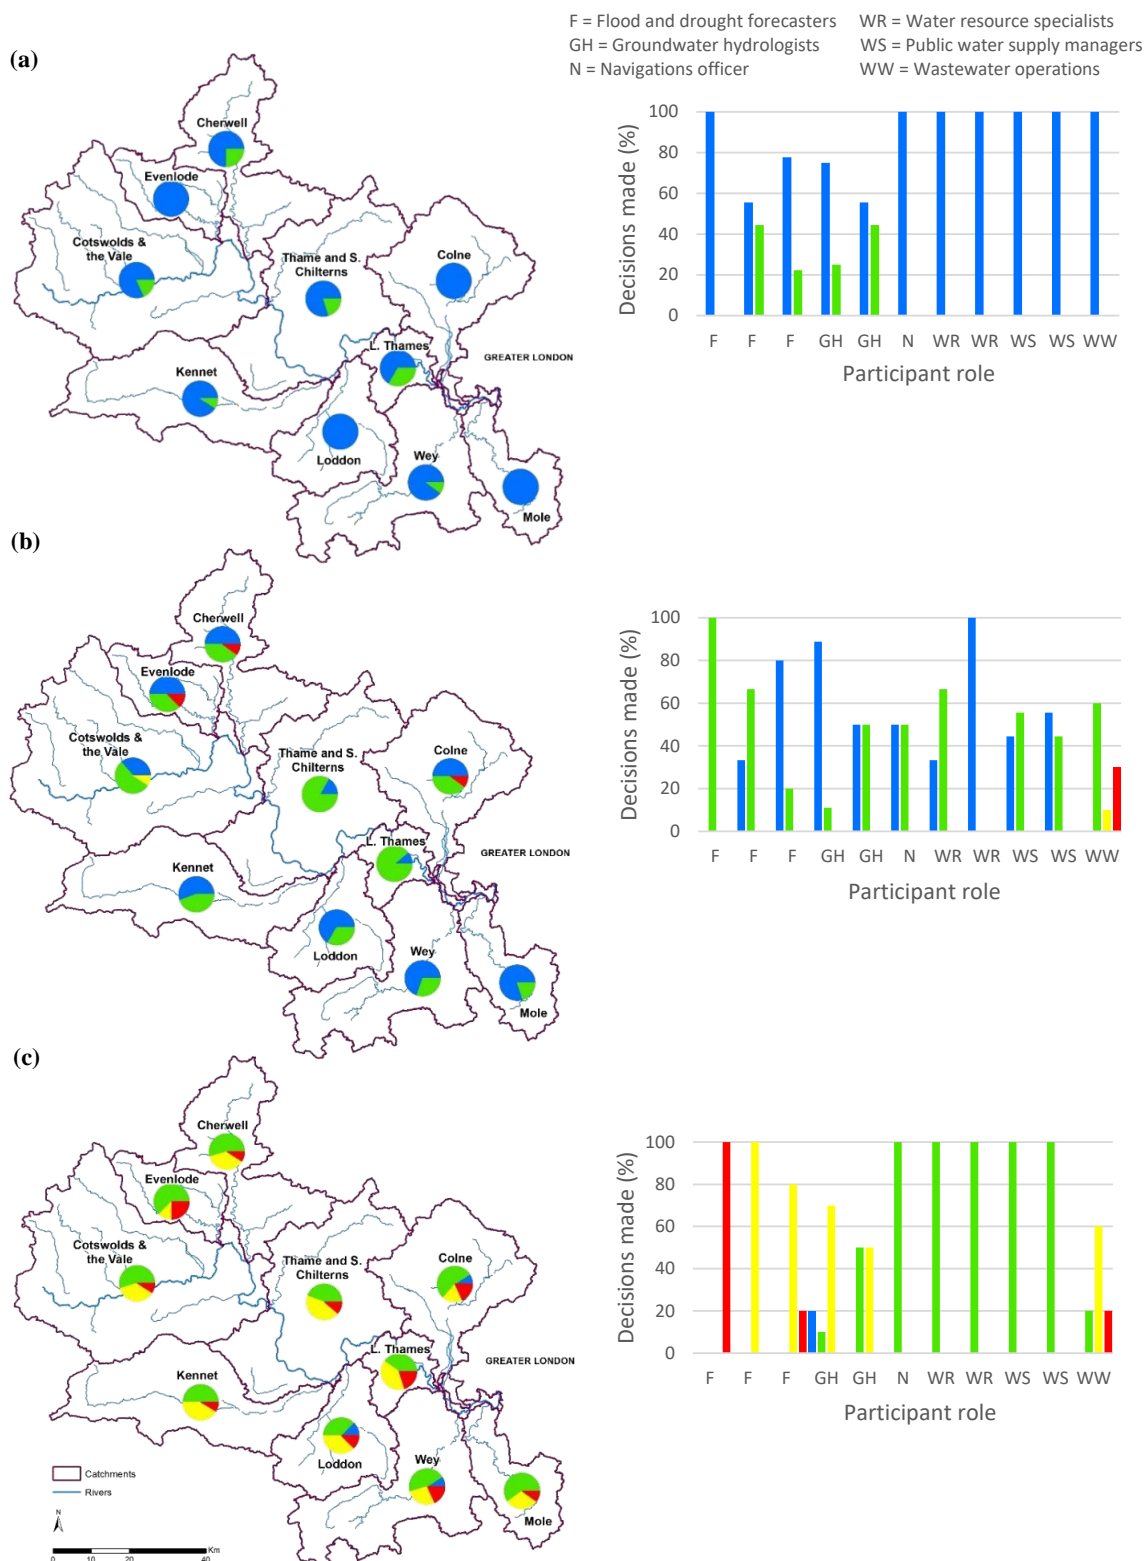 F = Flood and drought forecasters WR = Water resource specialists
GH = Groundwater hydrologists WS = Public water supply managers
N = Navigations officer WW = Wastewater operations
(a)
Cherwell
Evenlode
Cotswolds &
the Vale
Thame and S.
Chilterns
Colne
L. Thames
GREATER LONDON
Kennet
Loddon
Wey
Mole
Decisions made (%)
100
80
60
40
20
0
F F F GH GH N WR WR WS WS WW
Participant role
(b)
Cherwell
Evenlode
Cotswolds &
the Vale
Thame and S.
Chilterns
Colne
L. Thames
GREATER LONDON
Kennet
Loddon
Wey
Mole
Decisions made (%)
100
80
60
40
20
0
F F F GH GH N WR WR WS WS WW
Participant role
(c)
Cherwell
Evenlode
Cotswolds &
the Vale
Thame and S.
Chilterns
Colne
L. Thames
GREATER LONDON
Kennet
Loddon
Wey
Mole
Catchments
Rivers
N
Km
0 10 20 40
Decisions made (%)
100
80
60
40
20
0
F F F GH GH N WR WR WS WS WW
Participant role